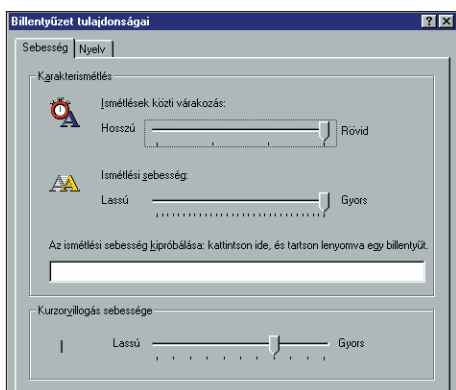 Billentyűzet tulajdonságai
Sebesség Nyelv
Karakterismétlés
Ismétlések közti várakozás:
Hosszú Rövid
Ismétlési sebesség:
Lassú Gyors
Az ismétlési sebesség kipróbálása: kattintson ide, és tartson lenyomva egy billentyűt.
Kurzorvillogás sebessége
Lassú Gyors